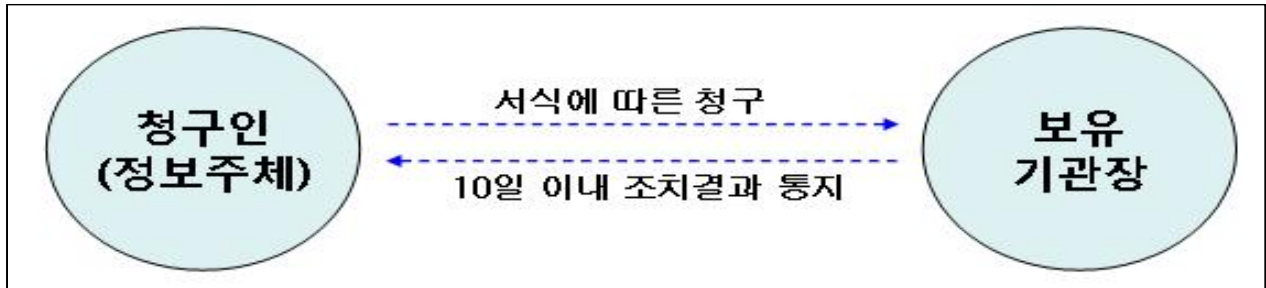 청구인
(정보주체)
서식에 따른 청구
10일 이내 조치결과 통지
보유
기관장